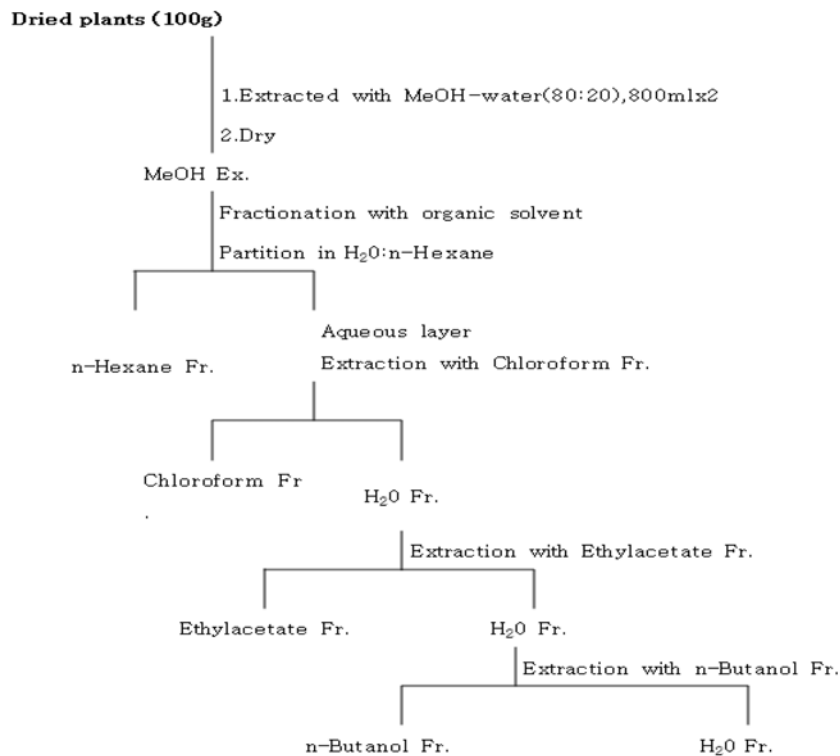 Dried plants (100g)
1.Extracted with MeOH-water(80:20),800mlx2
2.Dry
MeOH Ex.
Fractionation with organic solvent
Partition in H₂O:n-Hexane
Aqueous layer
n-Hexane Fr.
Extraction with Chloroform Fr.
Chloroform Fr
.
H₂O Fr.
Extraction with Ethylacetate Fr.
Ethylacetate Fr.
H₂O Fr.
Extraction with n-Butanol Fr.
n-Butanol Fr.
H₂O Fr.